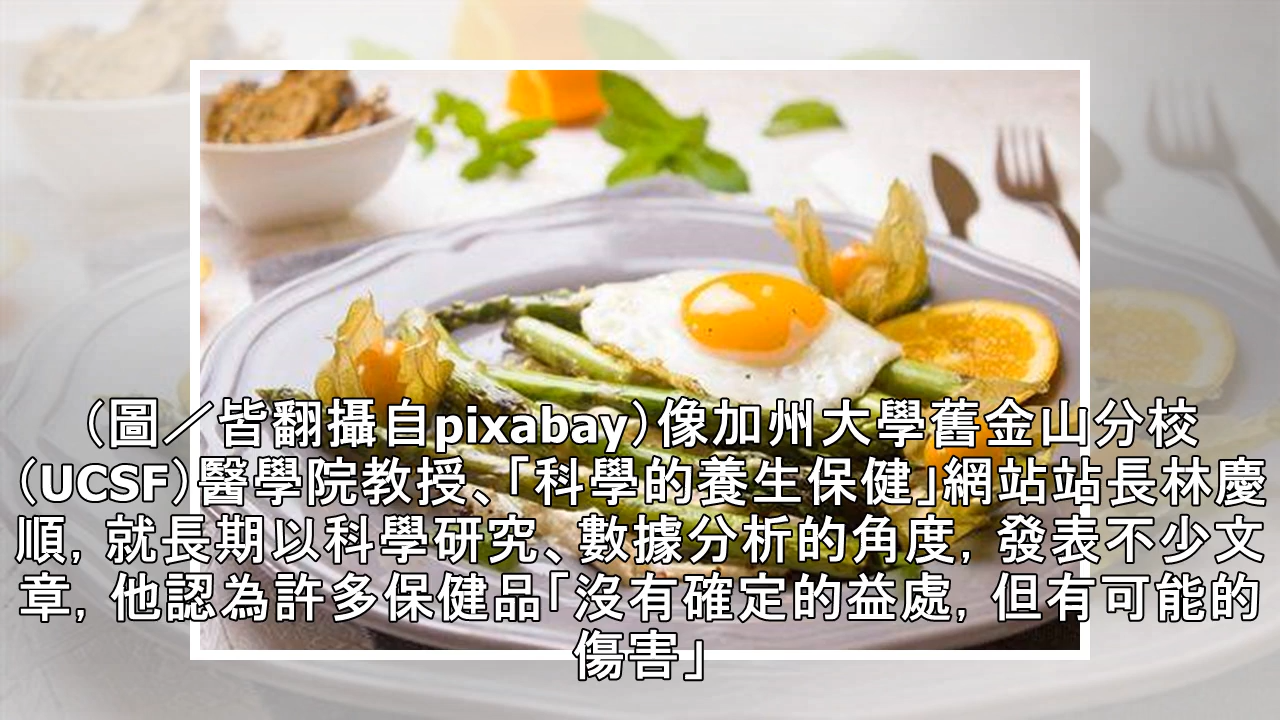 （圖／皆翻攝自pixabay）像加州大學舊金山分校
（UCSF）醫學院教授、「科學的養生保健」網站站長林慶
順，就長期以科學研究、數據分析的角度，發表不少文
章，他認為許多保健品「沒有確定的益處，但有可能的
傷害」